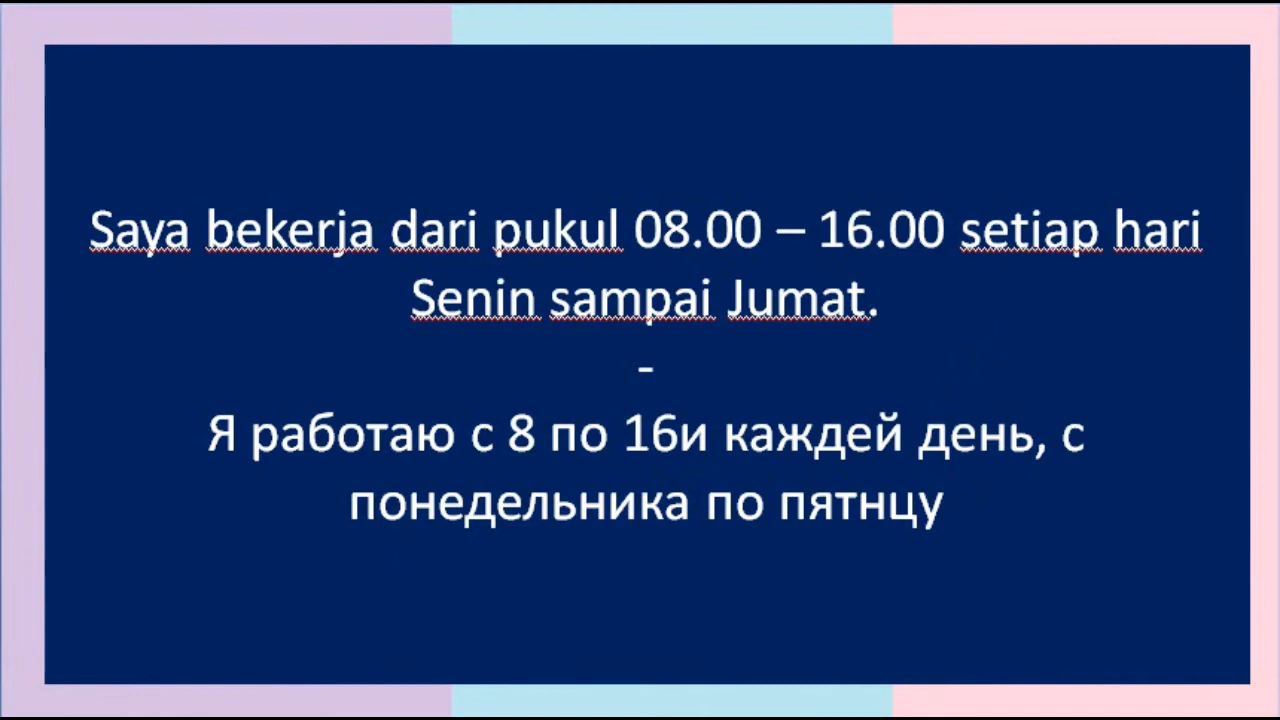 Saya bekerja dari pukul 08.00 – 16.00 setiap hari
Senin sampai Jumat.
-
Я работаю с 8 по 16и каждей день, с
понедельника по пятнцу